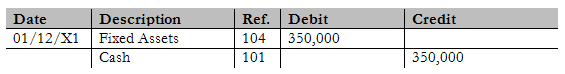 Date Description Ref. Debit Credit
01/12/X1 Fixed Assets 104 350,000
Cash 101 350,000